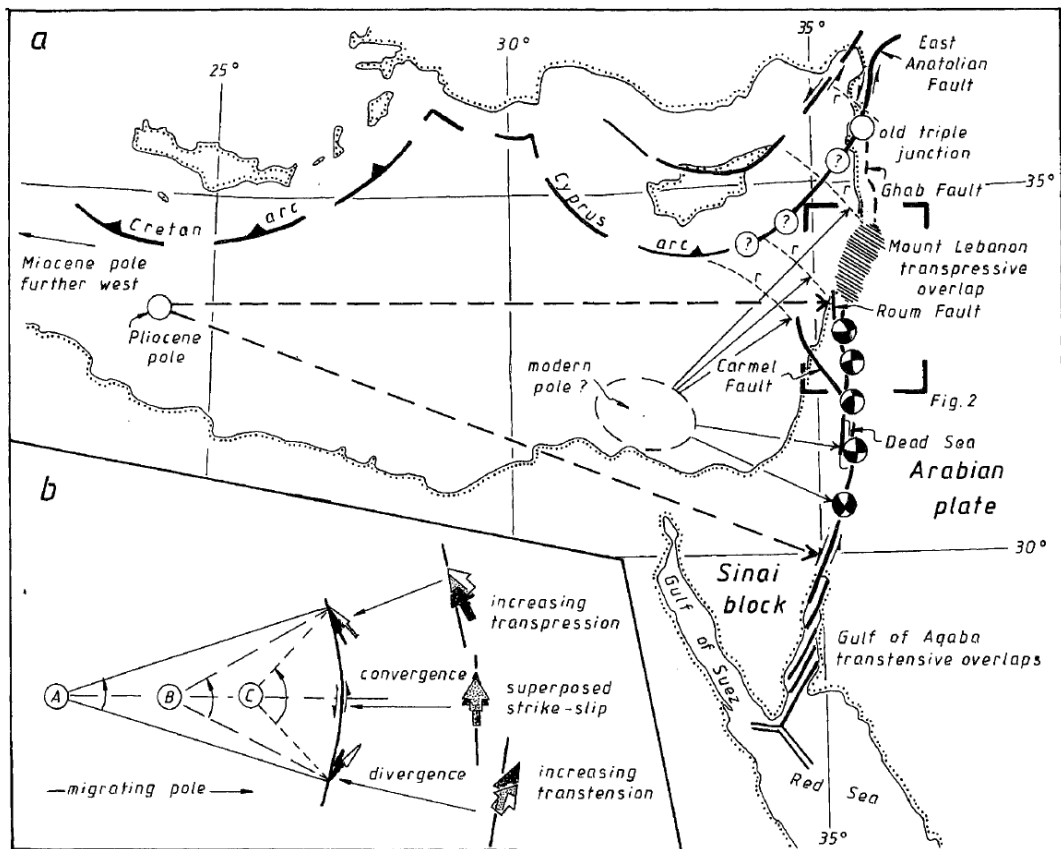 a
25°
30°
35°
East
Anatolian
Fault
r
old triple
junction
?
Ghab Fault
35°
r
Cyprus
arc
?
?
Cretan
arc
r
r
Mount Lebanon
transpressive
overlap
Miocene pole
further west
Roum Fault
Pliocene
pole
modern
pole ?
Carmel
Fault
Fig. 2
Dead Sea
Arabian
plate
30°
Sinai
block
Gulf
of
Suez
Gulf of Aqaba
transtensive overlaps
Red Sea
35°
b
increasing
transpression
convergence
superposed
strike-slip
A
B
C
divergence
increasing
transtension
migrating pole